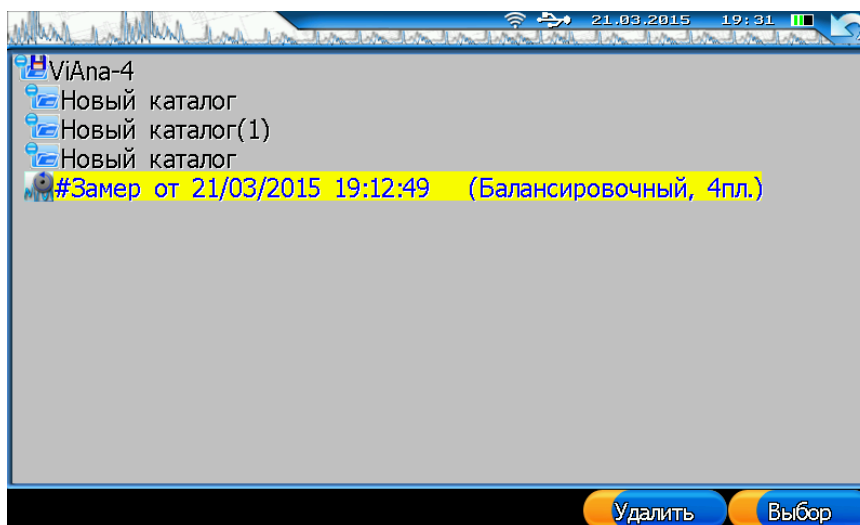 21.03.2015 19:31
ViAna-4
Новый каталог
Новый каталог(1)
Новый каталог
#Замер от 21/03/2015 19:12:49 (Балансировочный, 4пл.)
Удалить Выбор